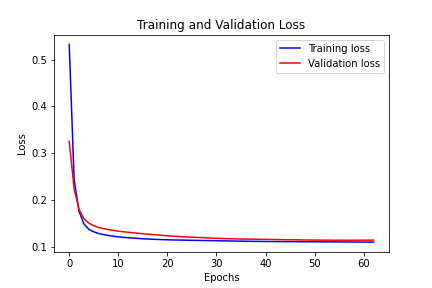 Training and Validation Loss
Training loss
Validation loss
Loss
0.5
0.4
0.3
0.2
0.1
0 10 20 30 40 50 60
Epochs